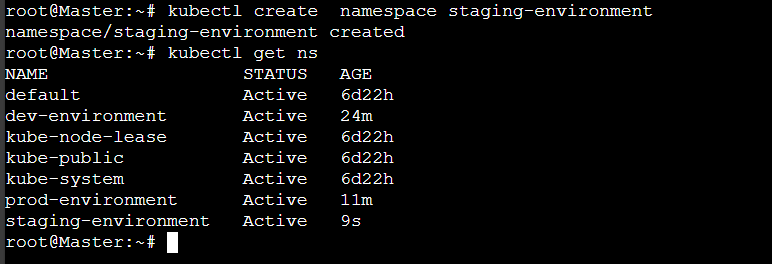 root@Master:~# kubectl create  namespace staging-environment
namespace/staging-environment created
root@Master:~# kubectl get ns
NAME                  STATUS   AGE
default               Active   6d22h
dev-environment       Active   24m
kube-node-lease       Active   6d22h
kube-public           Active   6d22h
kube-system           Active   6d22h
prod-environment      Active   11m
staging-environment   Active   9s
root@Master:~#